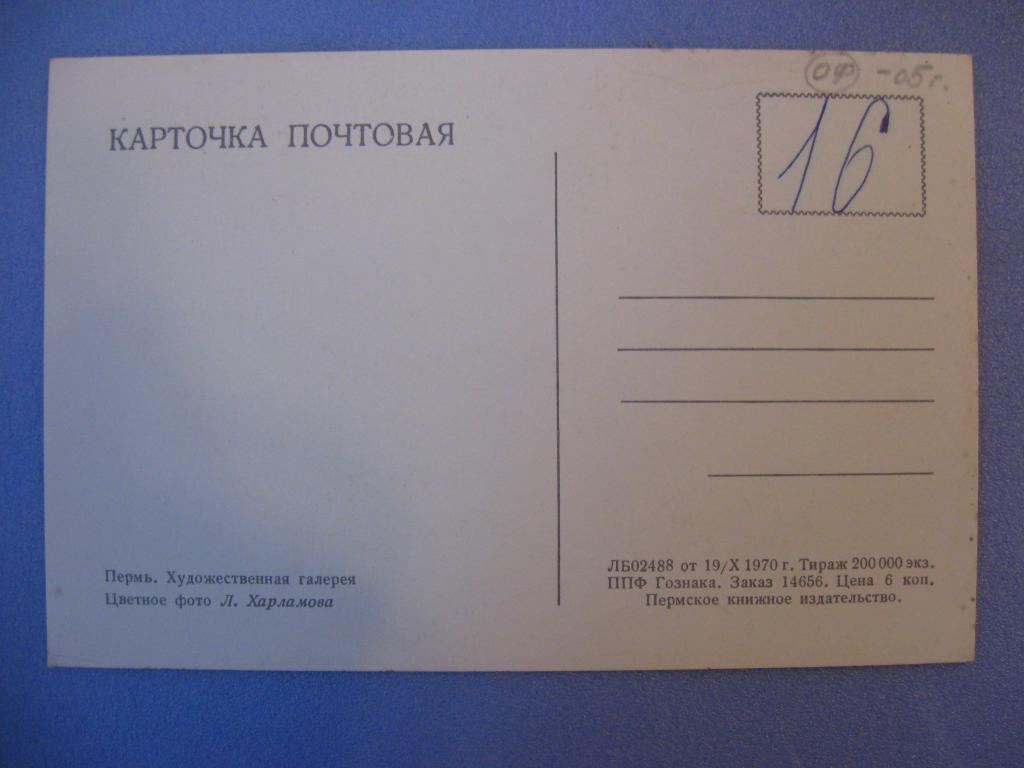 ОФ -05 г.
16
КАРТОЧКА ПОЧТОВАЯ
Пермь. Художественная галерея
Цветное фото Л. Харламова
ЛБ02488 от 19/X 1970 г. Тираж 200 000 экз.
ППФ Гознака. Заказ 14656. Цена 6 коп.
Пермское книжное издательство.